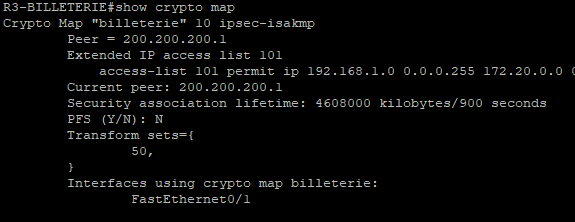 R3-BILLETERIE#show crypto map
Crypto Map "billeterie" 10 ipsec-isakmp
Peer = 200.200.200.1
Extended IP access list 101
access-list 101 permit ip 192.168.1.0 0.0.0.255 172.20.0.0
Current peer: 200.200.200.1
Security association lifetime: 4608000 kilobytes/900 seconds
PFS (Y/N): N
Transform sets={
50,
}
Interfaces using crypto map billeterie:
FastEthernet0/1